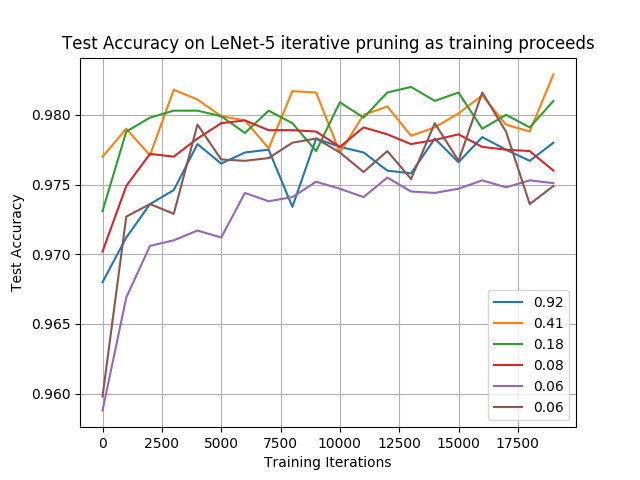 Test Accuracy on LeNet-5 iterative pruning as training proceeds
Test Accuracy
0.980
0.975
0.970
0.965
0.960
0.92
0.41
0.18
0.08
0.06
0.06
0 2500 5000 7500 10000 12500 15000 17500
Training Iterations